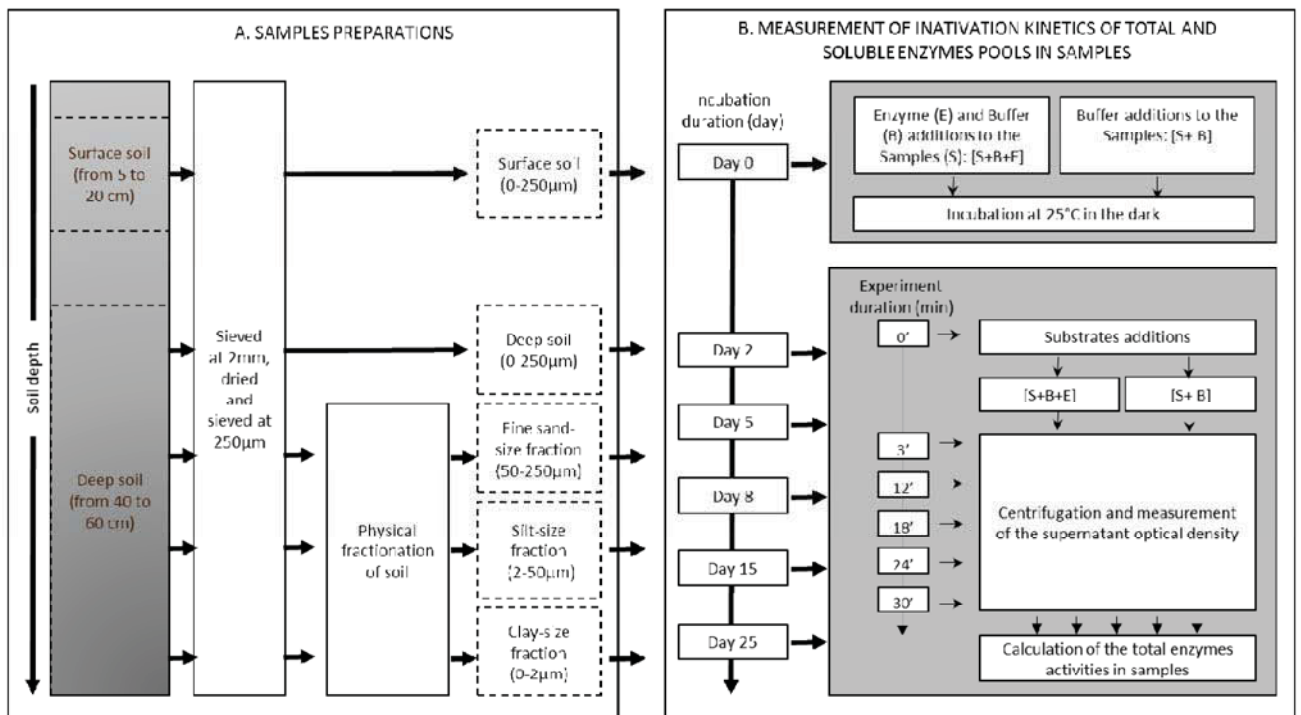 A. SAMPLES PREPARATIONS
Soil depth
Surface soil
(from 5 to
20 cm)
Deep soil
(from 40 to
60 cm)
Sieved
at 2mm,
dried
and
sieved at
250µm
Physical
fractionation
of soil
Surface soil
(0-250µm)
Deep soil
(0-250µm)
Fine sand-
size fraction
(50-250µm)
Silt-size
fraction
(2-50µm)
Clay-size
fraction
(0-2µm)
B. MEASUREMENT OF INATIVATION KINETICS OF TOTAL AND
SOLUBLE ENZYMES POOLS IN SAMPLES
Incubation
duration (day)
Day 0
Day 2
Day 5
Day 8
Day 15
Day 25
Enzyme (E) and Buffer
(B) additions to the
Samples (S): [S+B+E]
Buffer additions to the
Samples: [S+ B]
Incubation at 25°C in the dark
Experiment
duration (min)
0'
3'
12'
18'
24'
30'
Substrates additions
[S+B+E]
[S+ B]
Centrifugation and measurement
of the supernatant optical density
Calculation of the total enzymes
activities in samples